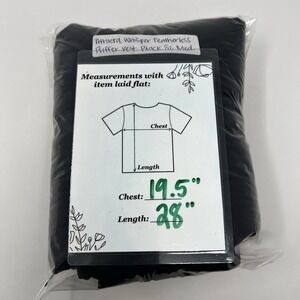 Athleta Whisper Featherless
Puffer Vest Black Sz Med
Measurements with
item laid flat:
Chest
Length
Chest: 19.5"
Length: 28"